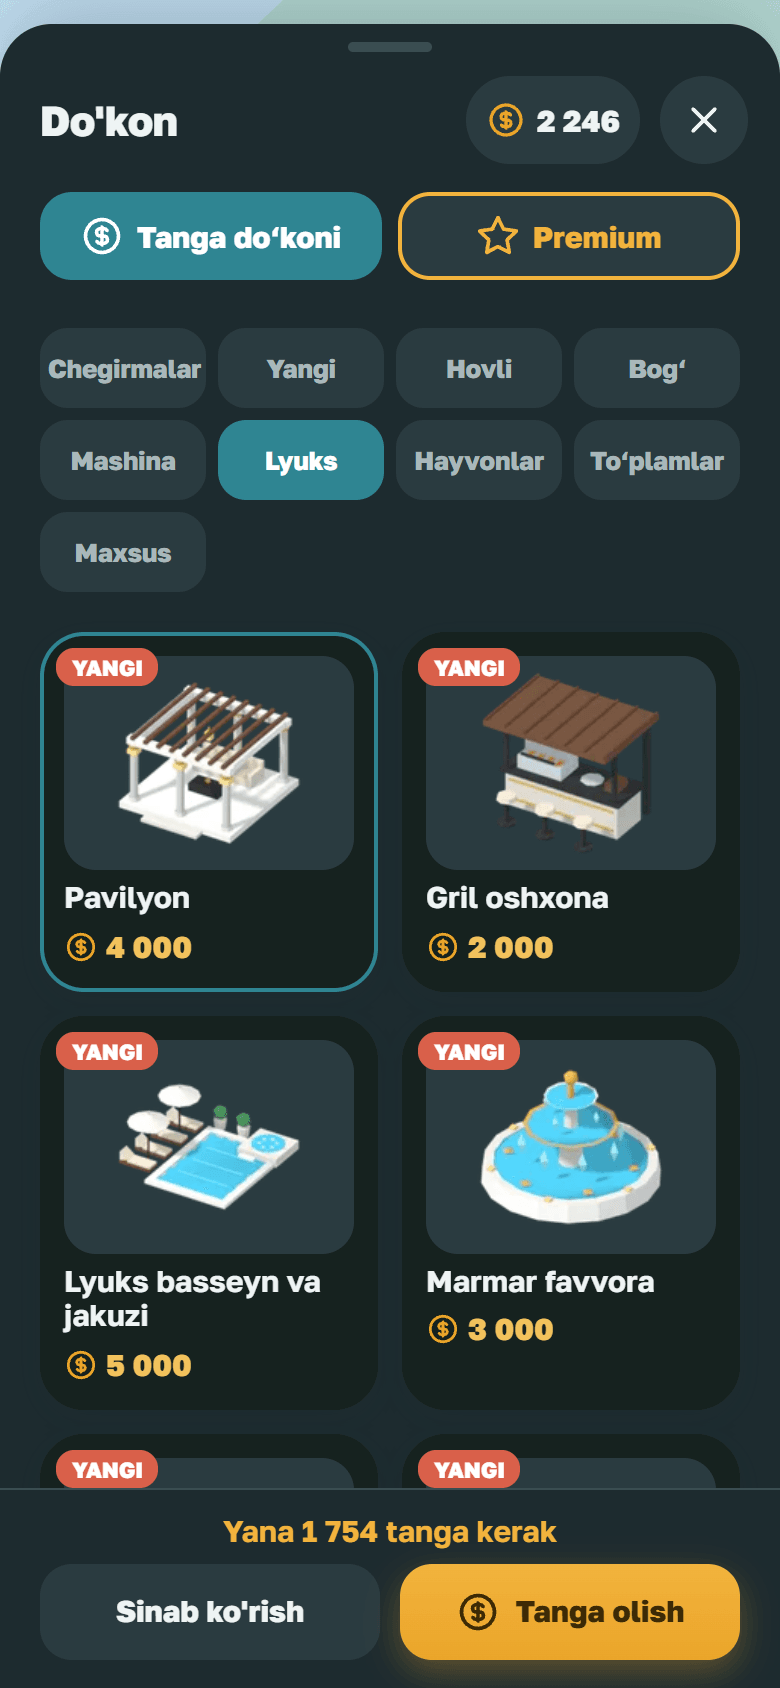 Do'kon
2 246
Tanga do‘koni
Premium
Chegirmalar
Yangi
Hovli
Bog‘
Mashina
Lyuks
Hayvonlar
To‘plamlar
Maxsus
YANGI
YANGI
Pavilyon
Gril oshxona
4 000
2 000
YANGI
YANGI
Lyuks basseyn va
jakuzi
Marmar favvora
5 000
3 000
YANGI
YANGI
Yana 1 754 tanga kerak
Sinab ko'rish
Tanga olish